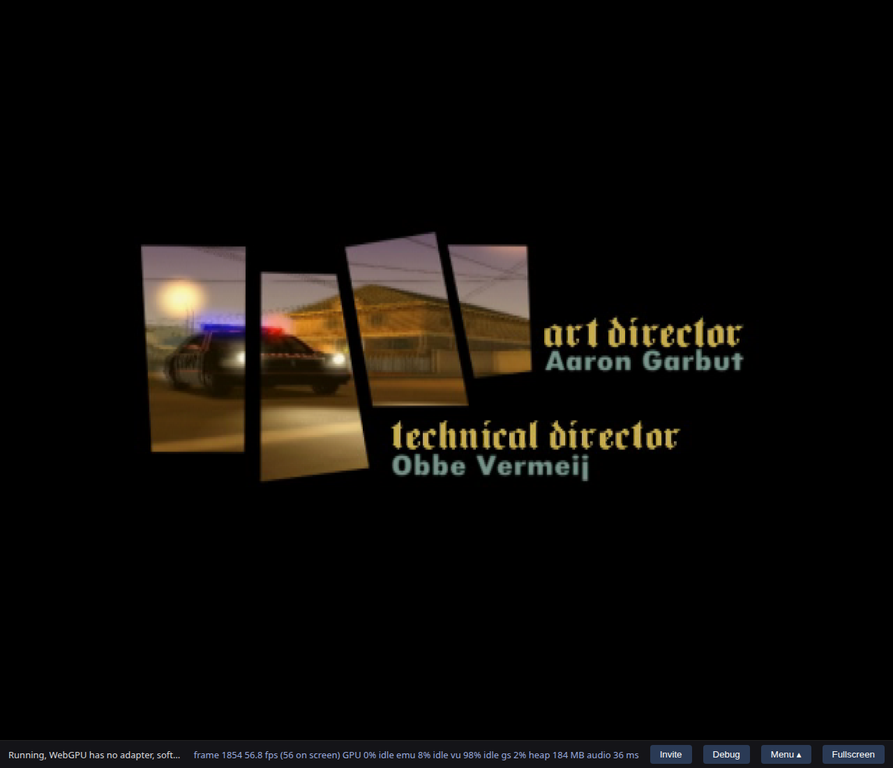 art director
Aaron Garbut
technical director
Obbe Vermeij
Running, WebGPU has no adapter, soft...
frame 1854 56.8 fps (56 on screen) GPU 0% idle emu 8% idle vu 98% idle gs 2% heap 184 MB audio 36 ms
Invite
Debug
Menu ▴
Fullscreen